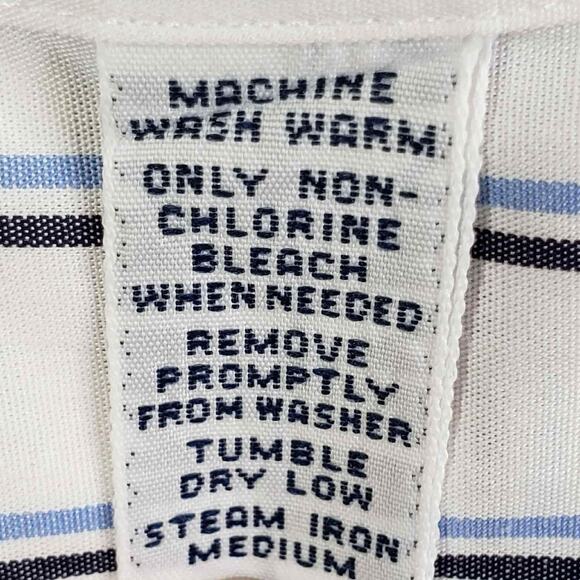 MACHINE
WASH WARM
ONLY NON-
CHLORINE
BLEACH
WHEN NEEDED
REMOVE
PROMPTLY
FROM WASHER
TUMBLE
DRY LOW
STEAM IRON
MEDIUM